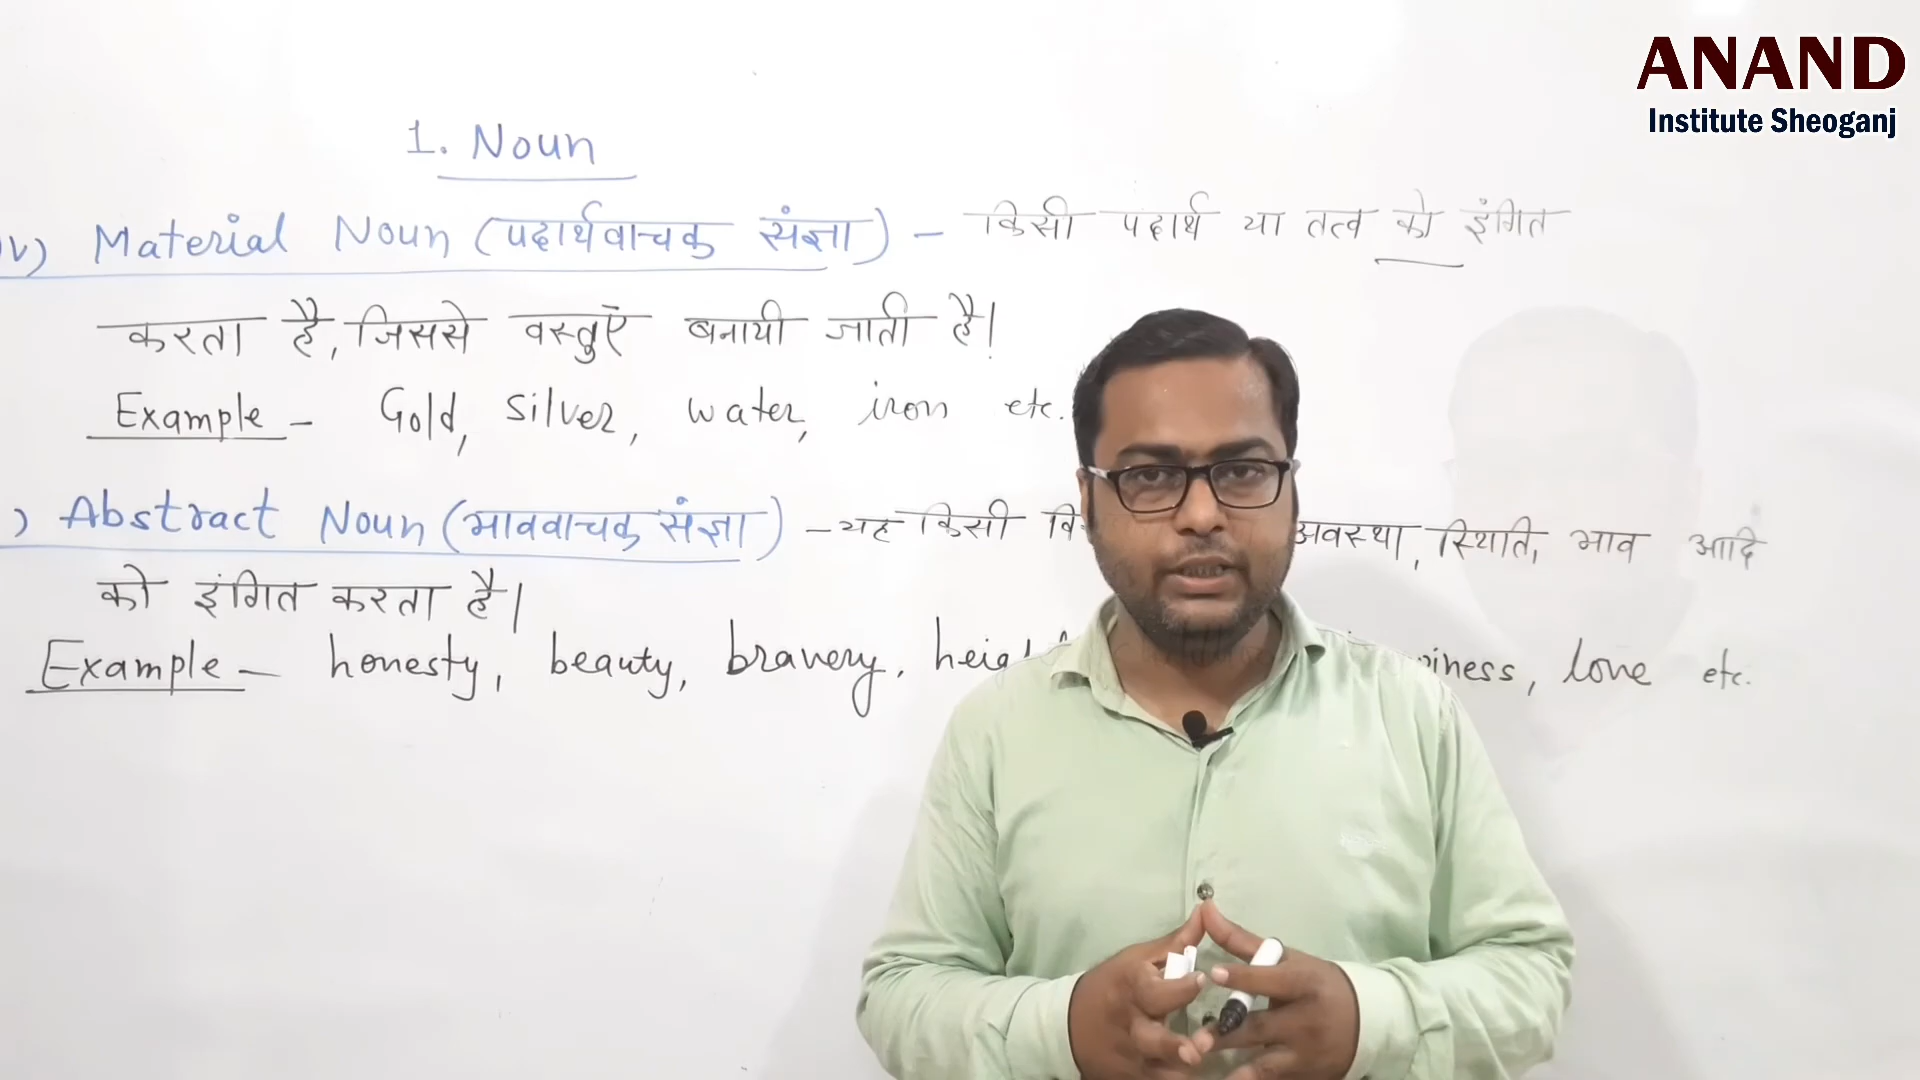 ANAND
Institute Sheoganj
1. Noun
iv) Material Noun (पदार्थवाचक संज्ञा) – किसी पदार्थ या तत्व को इंगित
करता है, जिससे वस्तुएँ बनायी जाती है।
Example – Gold, silver, water, iron etc.
) Abstract Noun (भाववाचक संज्ञा) – यह किसी अवस्था, स्थिति, भाव आदि
को इंगित करता है।
Example – honesty, beauty, bravery, love etc.